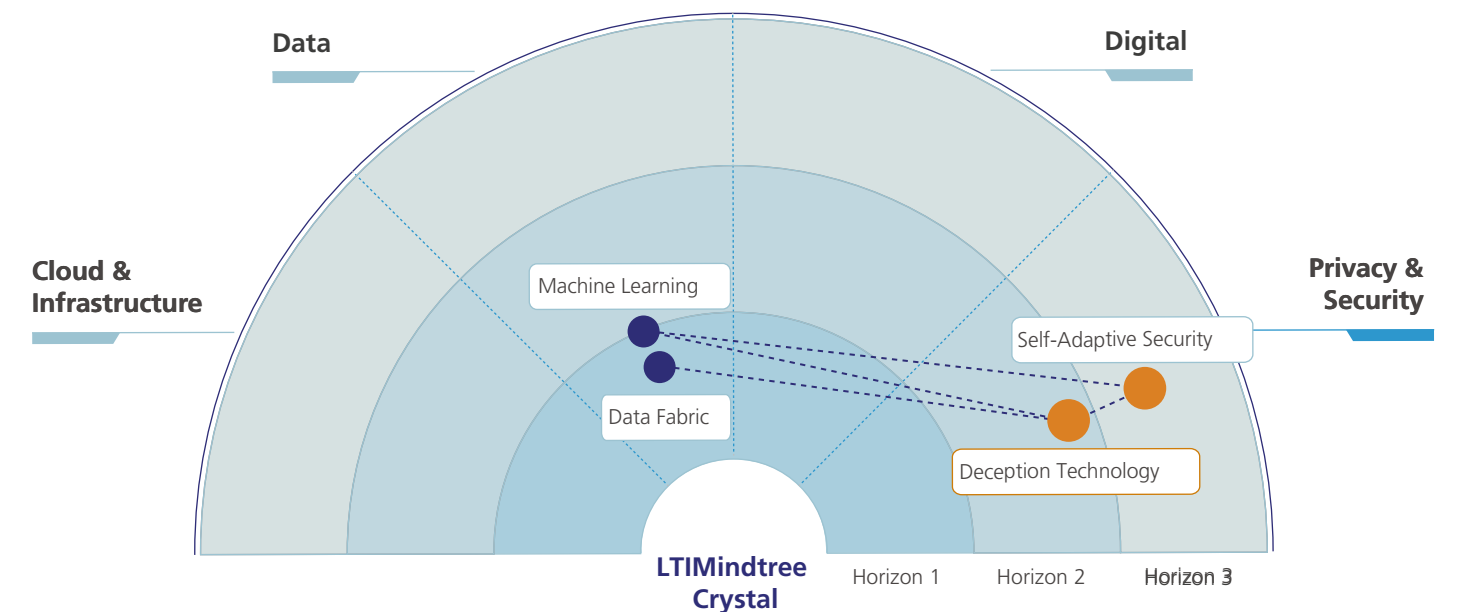 Data
Digital
Cloud &
Infrastructure
Privacy &
Security
Machine Learning
Self-Adaptive Security
Data Fabric
Deception Technology
LTIMindtree
Crystal
Horizon 1
Horizon 2
Horizon 3